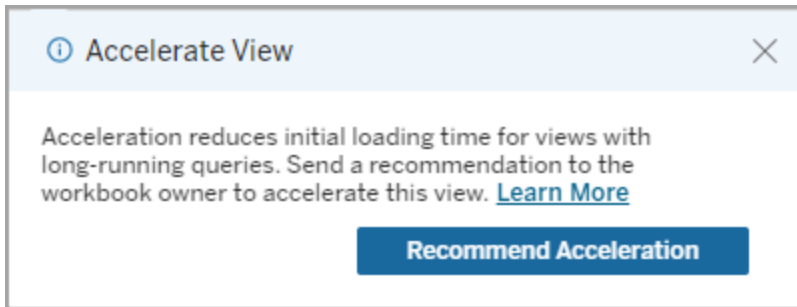 Accelerate View
Acceleration reduces initial loading time for views with
long-running queries. Send a recommendation to the
workbook owner to accelerate this view. Learn More
Recommend Acceleration